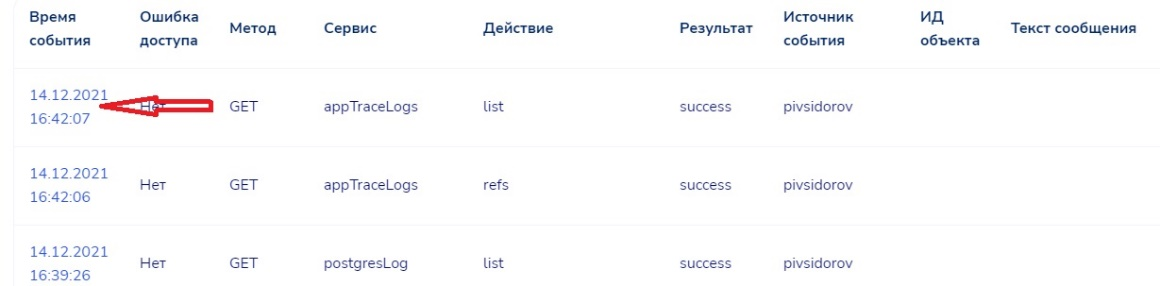 Время события Ошибка доступа Метод Сервис Действие Результат Источник события ИД объекта Текст сообщения
14.12.2021 16:42:07 Нет GET appTraceLogs list success pivsidorov
14.12.2021 16:42:06 Нет GET appTraceLogs refs success pivsidorov
14.12.2021 16:39:26 Нет GET postgresLog list success pivsidorov